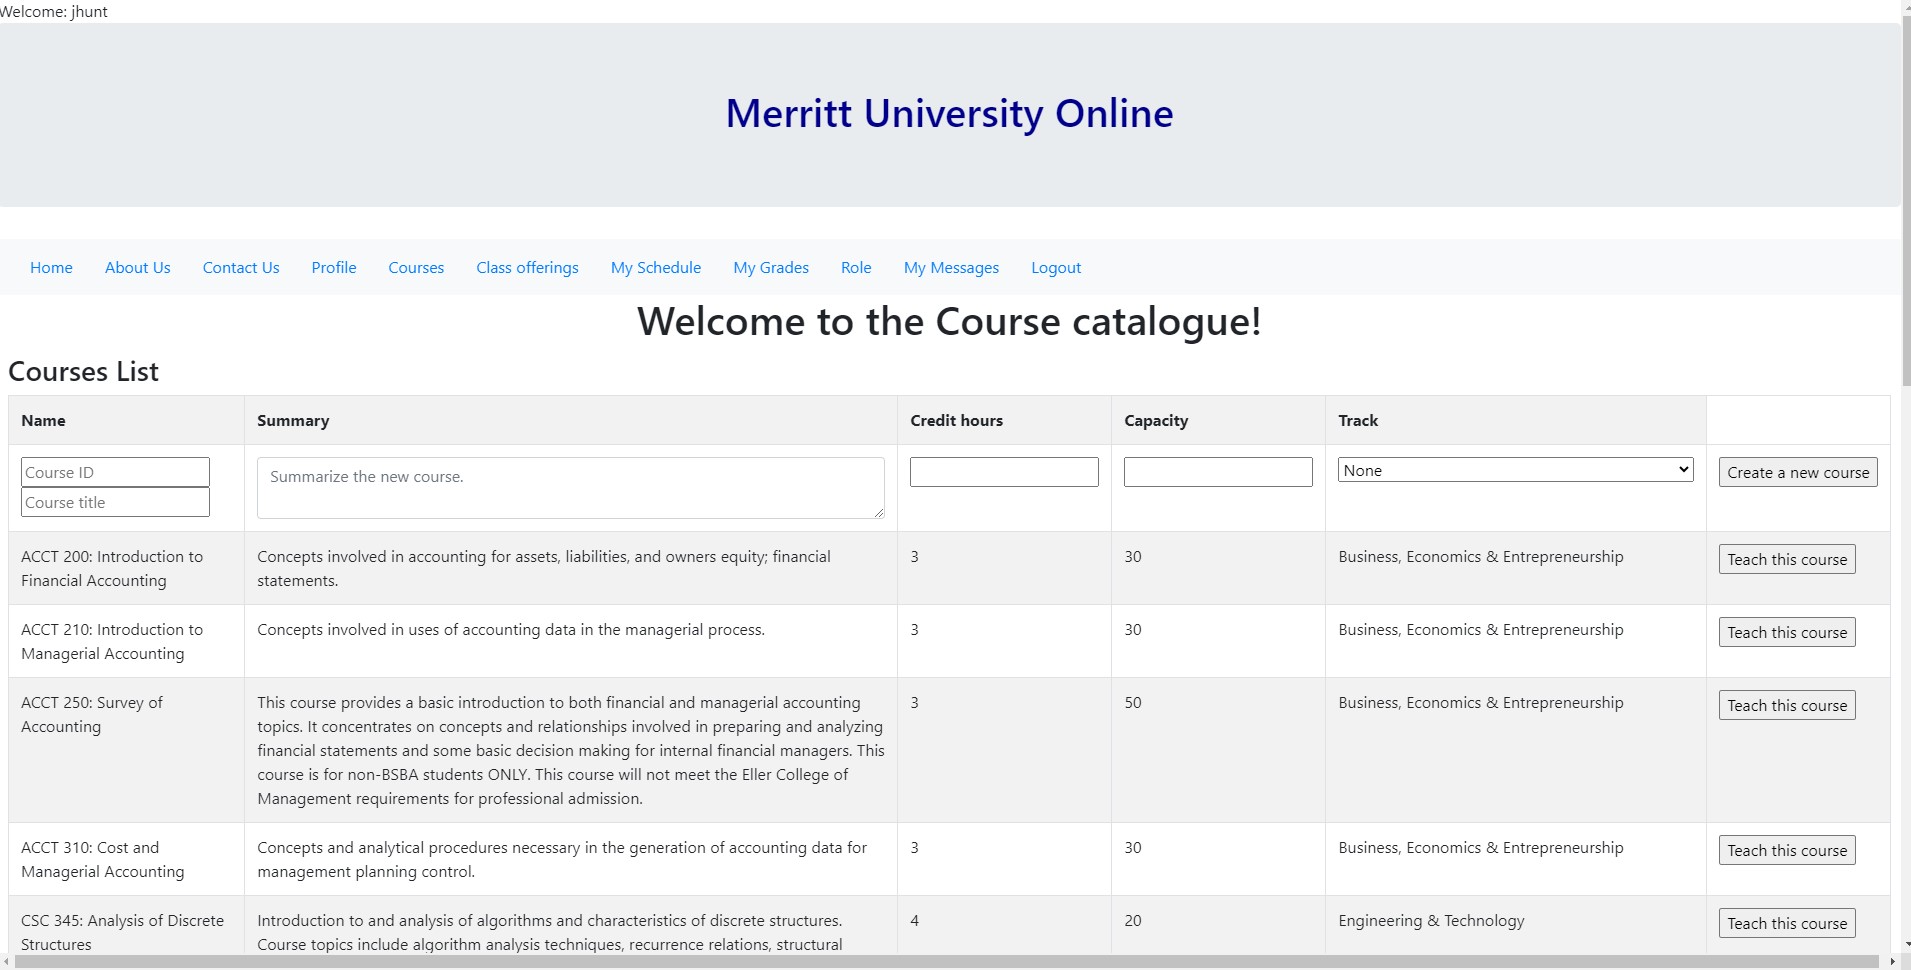 Welcome: jhunt
Merritt University Online
Home About Us Contact Us Profile Courses Class offerings My Schedule My Grades Role My Messages Logout
Welcome to the Course catalogue!
Courses List
Name Summary Credit hours Capacity Track
Course ID
Course title
Summarize the new course.
None
Create a new course
ACCT 200: Introduction to
Financial Accounting
Concepts involved in accounting for assets, liabilities, and owners equity; financial
statements.
3
30
Business, Economics & Entrepreneurship
Teach this course
ACCT 210: Introduction to
Managerial Accounting
Concepts involved in uses of accounting data in the managerial process.
3
30
Business, Economics & Entrepreneurship
Teach this course
ACCT 250: Survey of
Accounting
This course provides a basic introduction to both financial and managerial accounting
topics. It concentrates on concepts and relationships involved in preparing and analyzing
financial statements and some basic decision making for internal financial managers. This
course is for non-BSBA students ONLY. This course will not meet the Eller College of
Management requirements for professional admission.
3
50
Business, Economics & Entrepreneurship
Teach this course
ACCT 310: Cost and
Managerial Accounting
Concepts and analytical procedures necessary in the generation of accounting data for
management planning control.
3
30
Business, Economics & Entrepreneurship
Teach this course
CSC 345: Analysis of Discrete
Structures
Introduction to and analysis of algorithms and characteristics of discrete structures.
Course topics include algorithm analysis techniques, recurrence relations, structural
4
20
Engineering & Technology
Teach this course